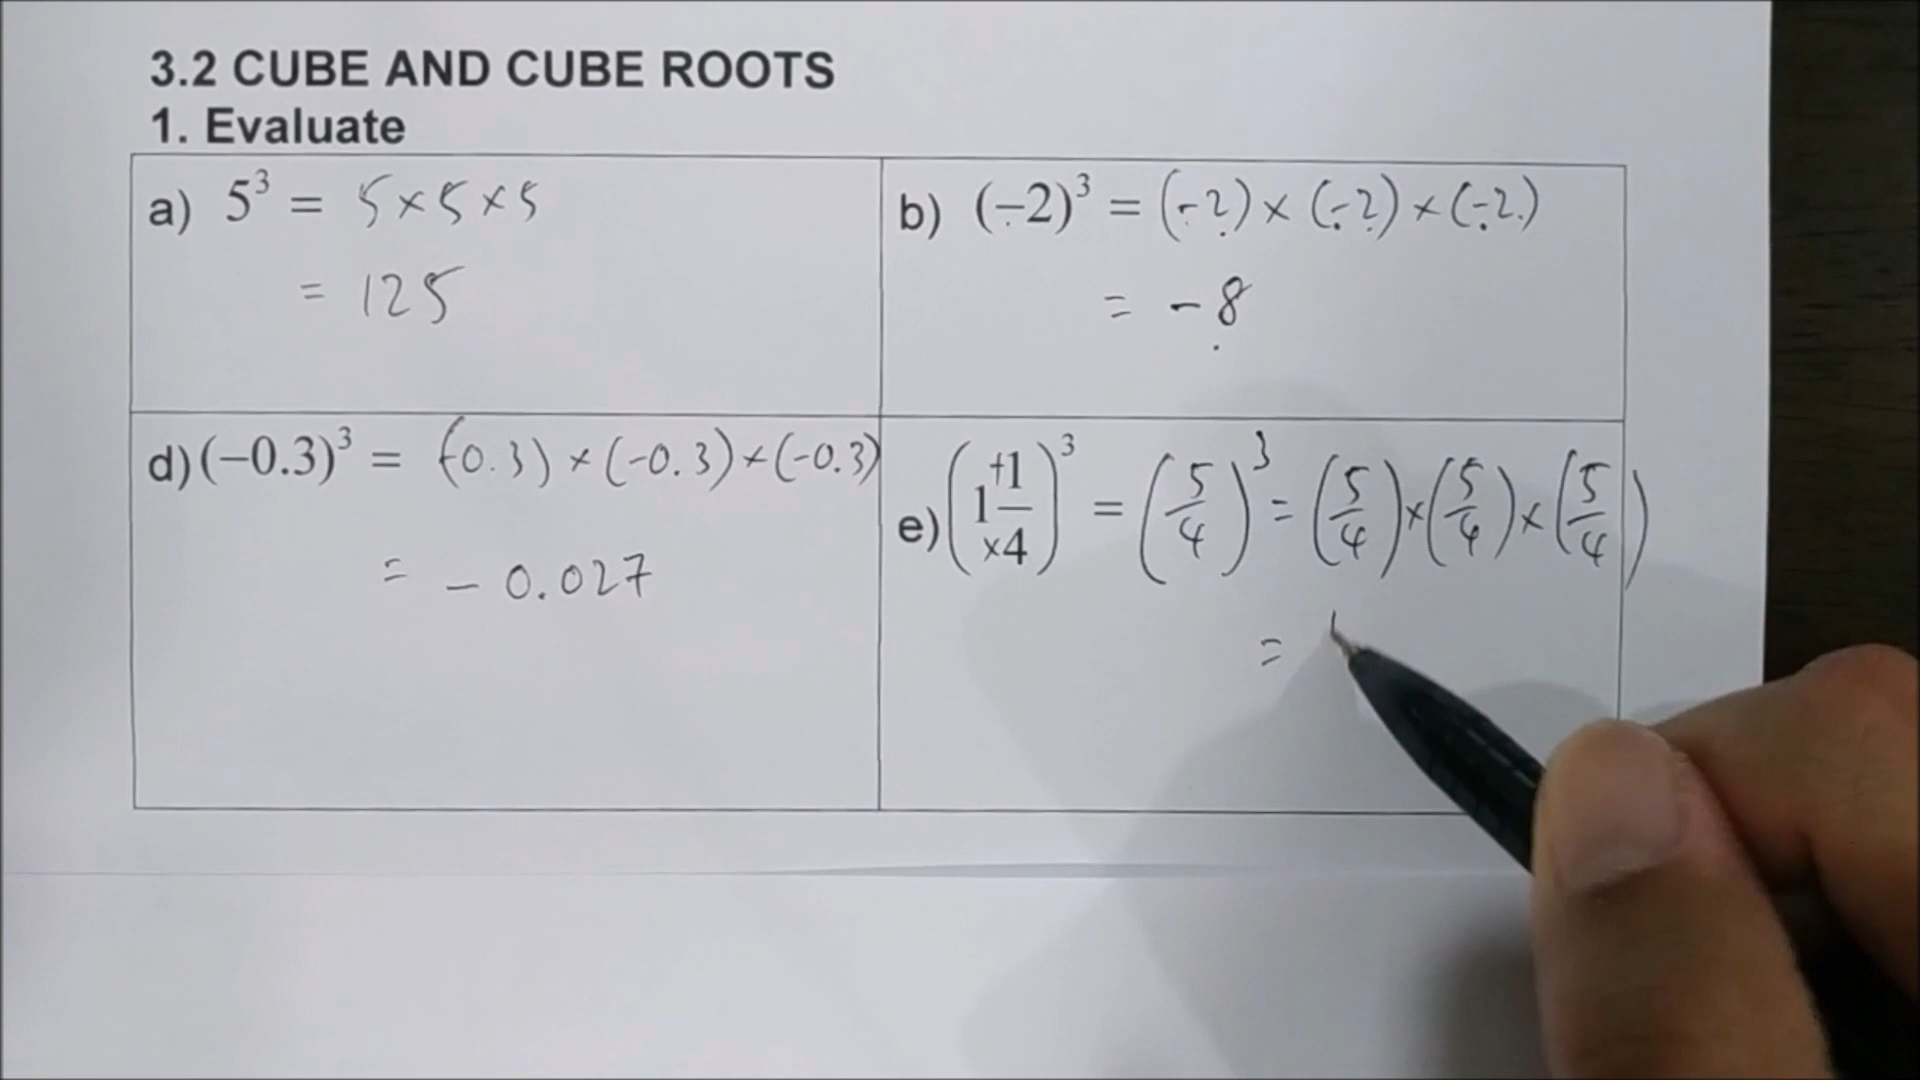 3.2 CUBE AND CUBE ROOTS
1. Evaluate
a) 5³ = 5 × 5 × 5
= 125
b) (−2)³ = (-2) × (-2) × (-2)
= -8
d) (−0.3)³ = (-0.3) × (-0.3) × (-0.3)
= -0.027
e) (1 +1/×4)³ = (5/4)³ = (5/4) × (5/4) × (5/4)
=